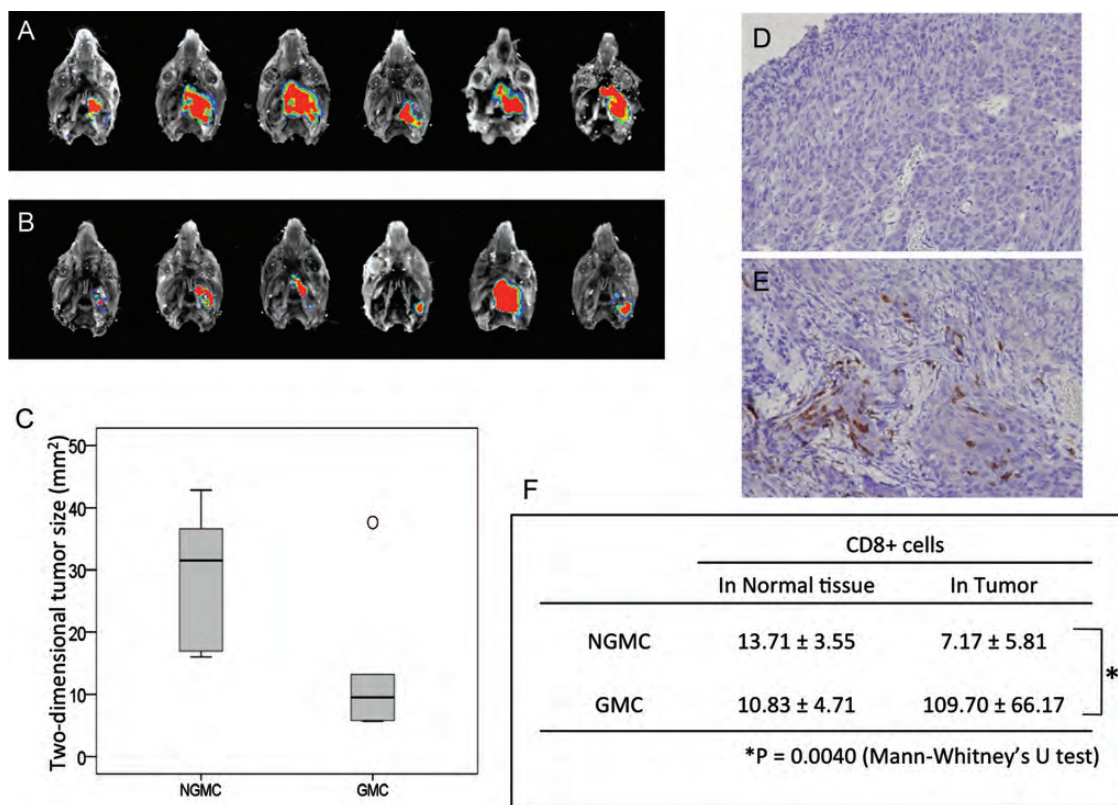 A
B
C
Two-dimensional tumor size (mm²)
50
40
30
20
10
0
NGMC GMC
D
E
F
CD8+ cells
In Normal tissue In Tumor
NGMC 13.71 ± 3.55 7.17 ± 5.81
*
GMC 10.83 ± 4.71 109.70 ± 66.17
*P = 0.0040 (Mann-Whitney's U test)